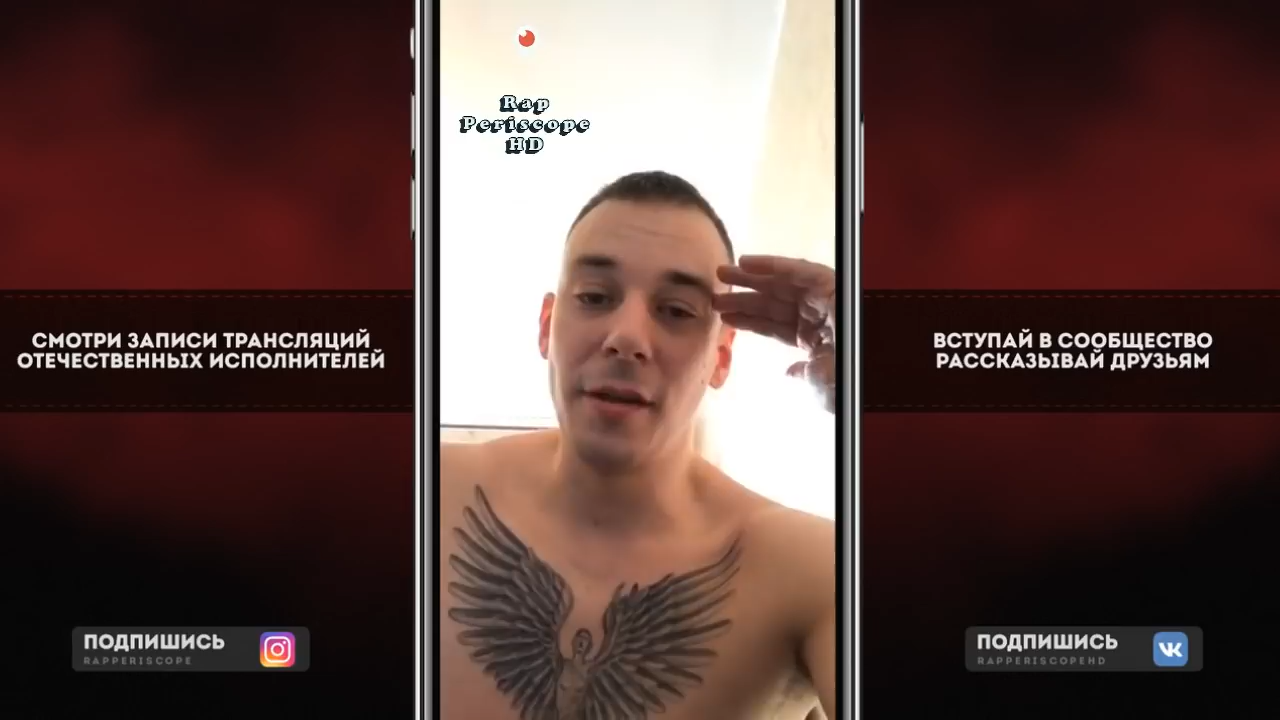 Rap
Periscope
HD
СМОТРИ ЗАПИСИ ТРАНСЛЯЦИЙ
ОТЕЧЕСТВЕННЫХ ИСПОЛНИТЕЛЕЙ
ВСТУПАЙ В СООБЩЕСТВО
РАССКАЗЫВАЙ ДРУЗЬЯМ
ПОДПИШИСЬ
RAPPERISCOPE
ПОДПИШИСЬ
RAPPERISCOPEHD